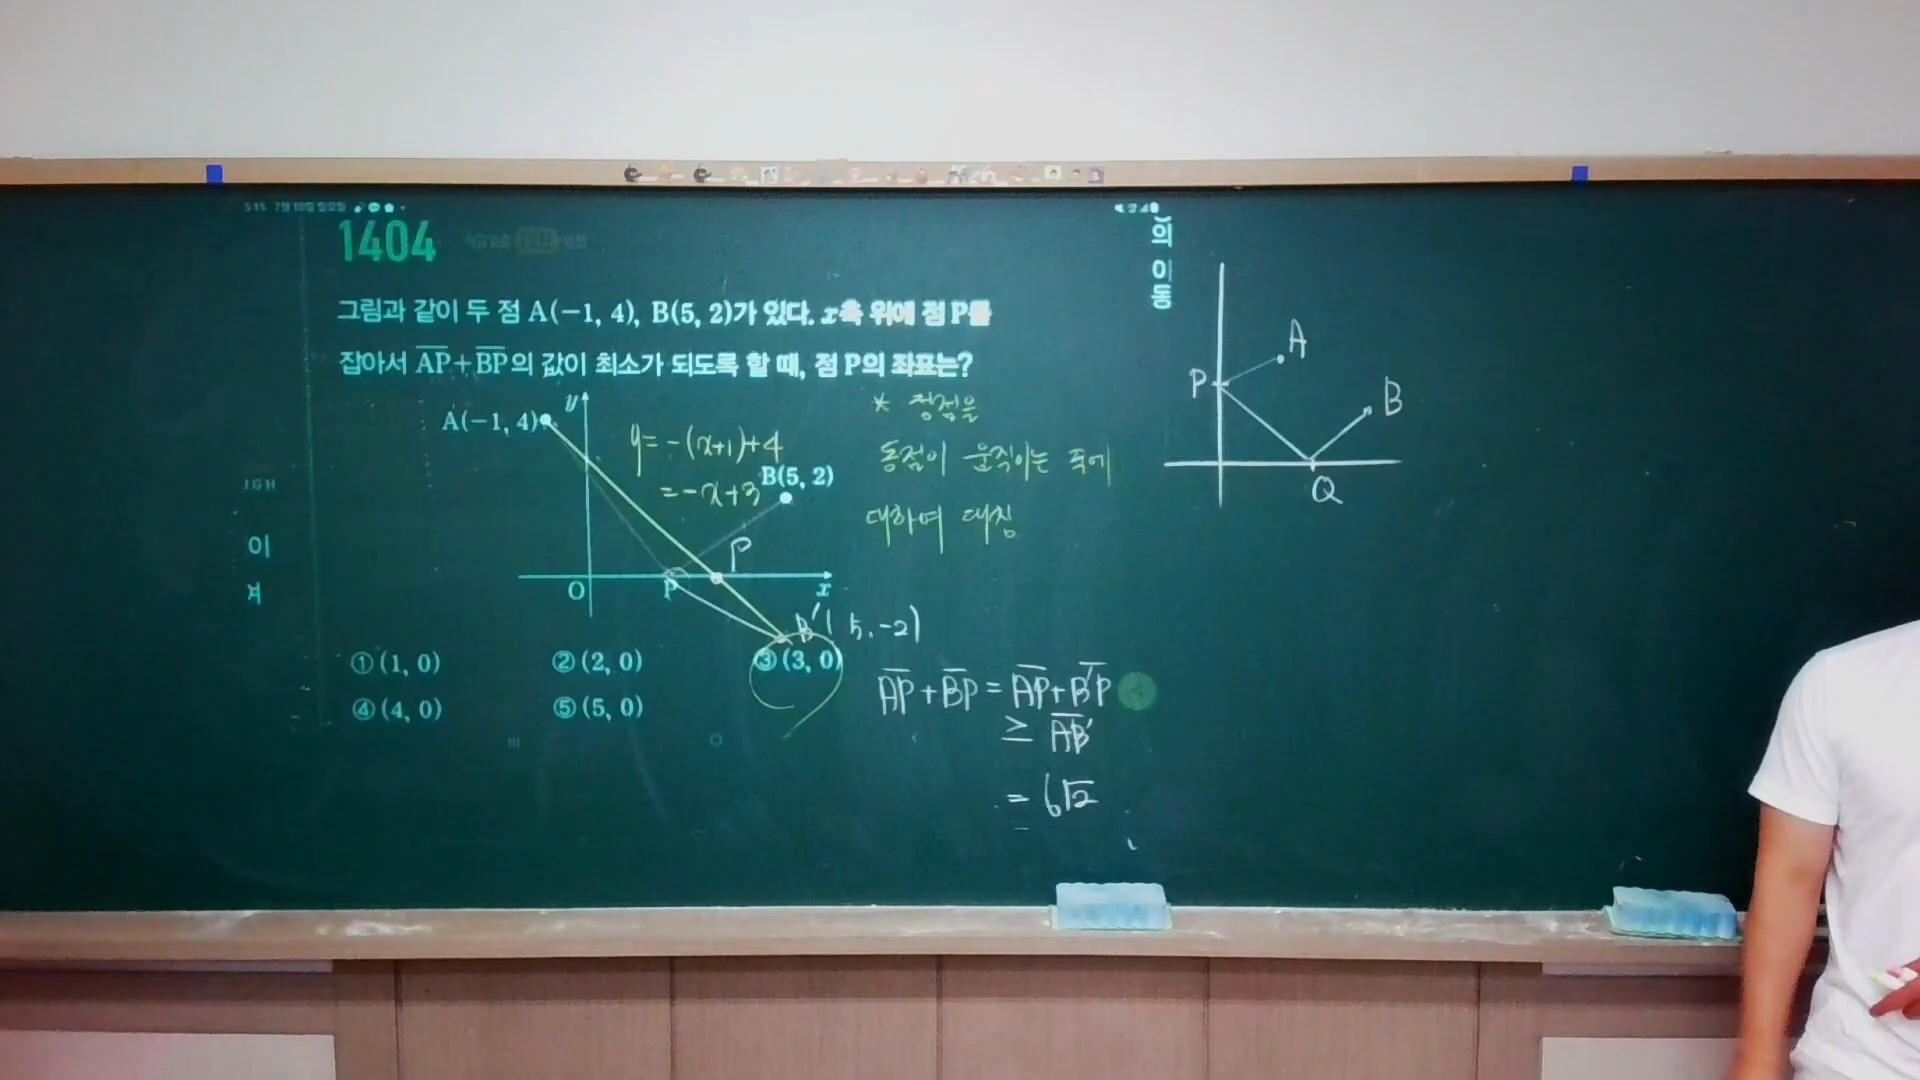 1404
그림과 같이 두 점 A(−1, 4), B(5, 2)가 있다. x축 위에 점 P를
잡아서 AP+BP의 값이 최소가 되도록 할 때, 점 P의 좌표는?
A(−1, 4)
y
y=-(x+1)+4
=-x+3
B(5, 2)
P
O
P
x
B'(5.-2)
① (1, 0)
② (2, 0)
③ (3, 0)
④ (4, 0)
⑤ (5, 0)
* 정점을
동점이 움직이는 축에
대하여 대칭
AP+BP=AP+B'P
≥ AB'
= 6√2
의 이동
A
P
B
Q
이